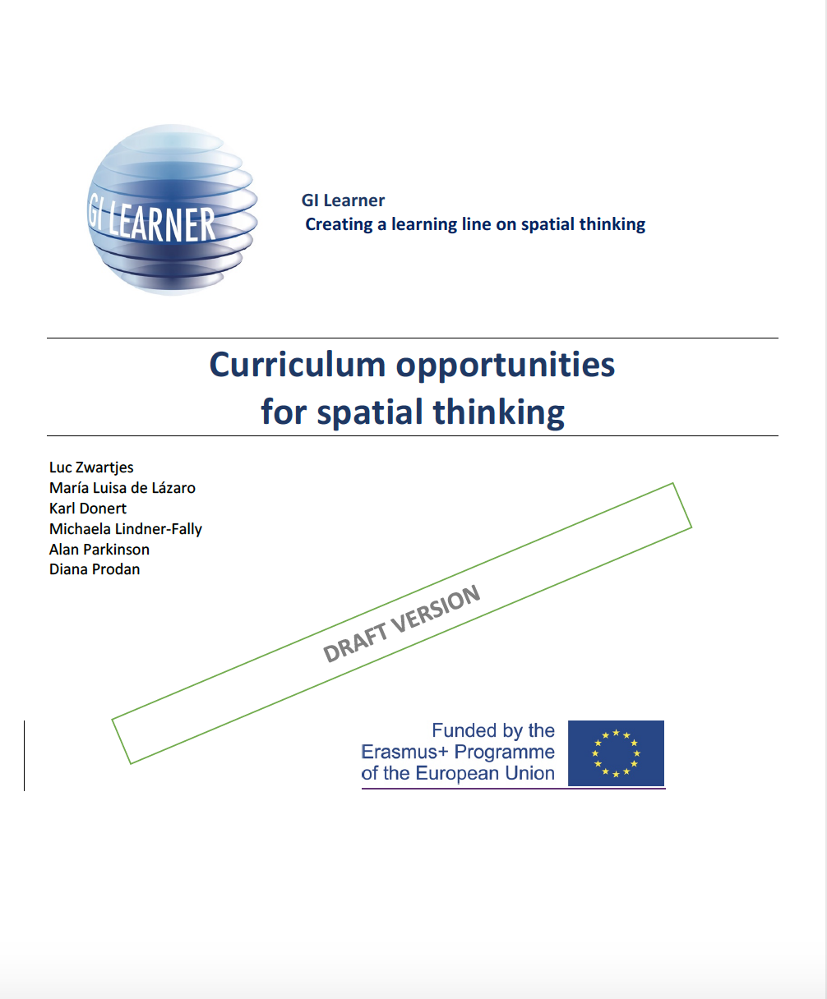 GI LEARNER
GI Learner
Creating a learning line on spatial thinking
Curriculum opportunities
for spatial thinking
Luc Zwartjes
María Luisa de Lázaro
Karl Donert
Michaela Lindner-Fally
Alan Parkinson
Diana Prodan
DRAFT VERSION
Funded by the
Erasmus+ Programme
of the European Union